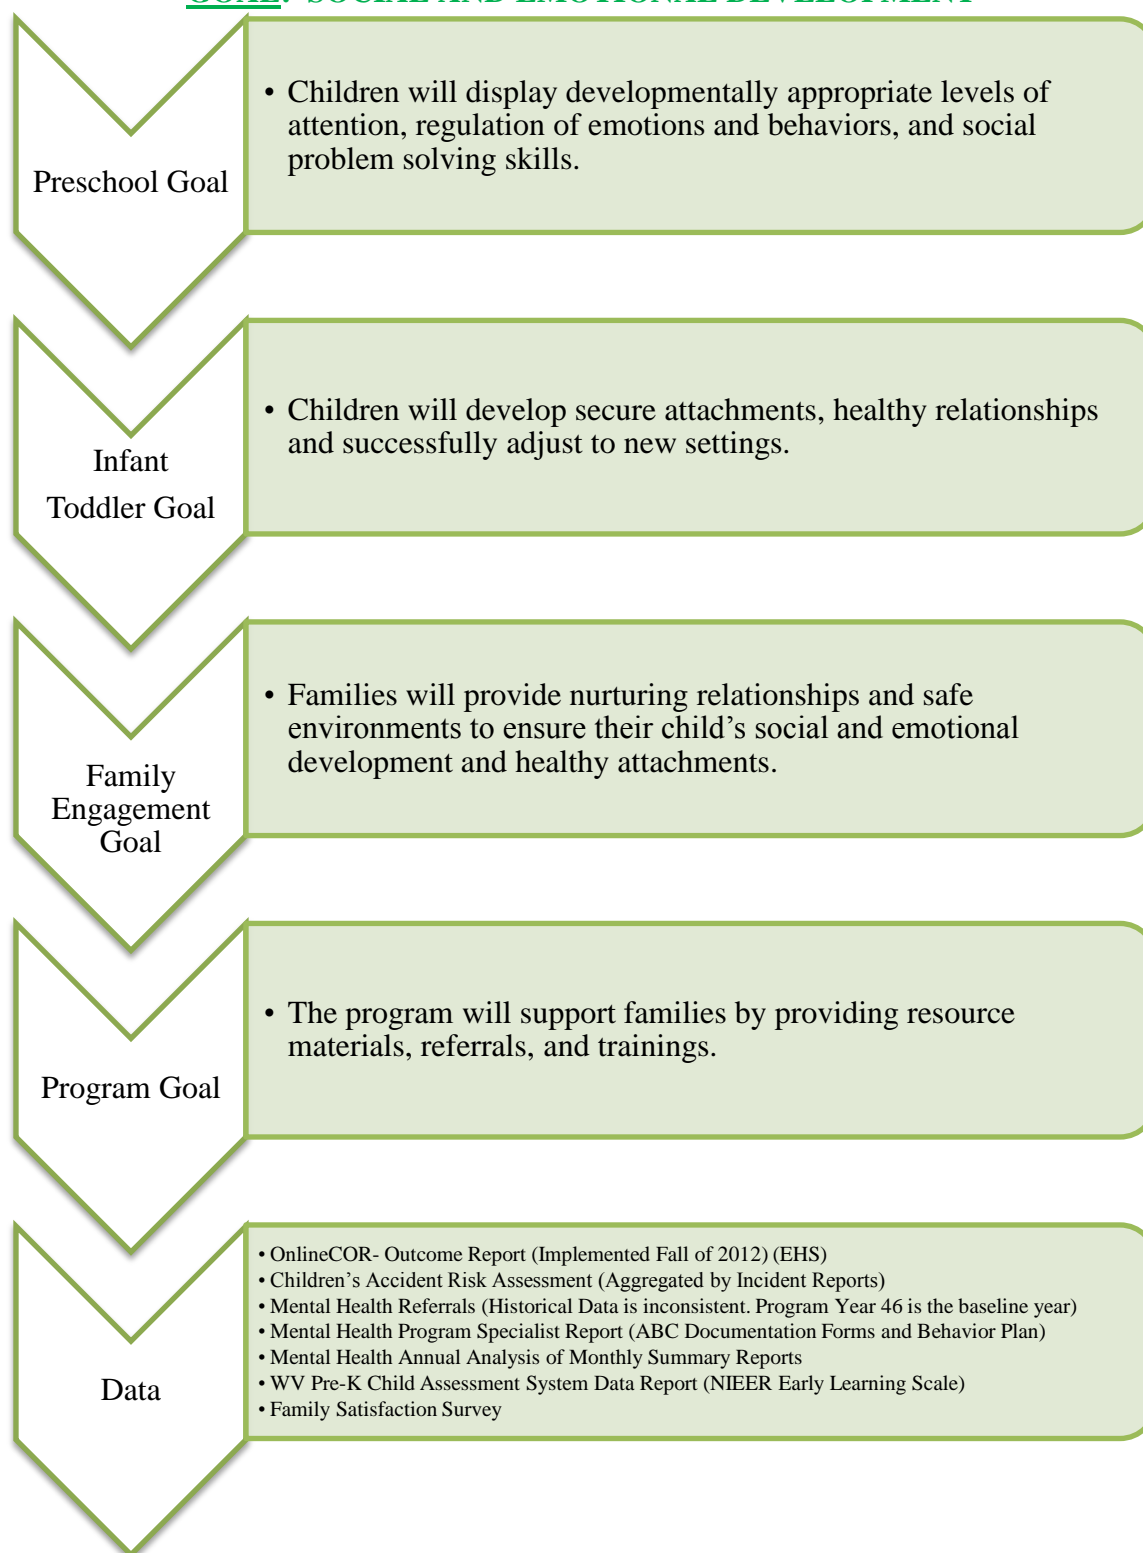 GOAL: SOCIAL AND EMOTIONAL DEVELOPMENT
Preschool Goal
• Children will display developmentally appropriate levels of
attention, regulation of emotions and behaviors, and social
problem solving skills.
Infant
Toddler Goal
• Children will develop secure attachments, healthy relationships
and successfully adjust to new settings.
Family
Engagement
Goal
• Families will provide nurturing relationships and safe
environments to ensure their child’s social and emotional
development and healthy attachments.
Program Goal
• The program will support families by providing resource
materials, referrals, and trainings.
Data
• OnlineCOR- Outcome Report (Implemented Fall of 2012) (EHS)
• Children’s Accident Risk Assessment (Aggregated by Incident Reports)
• Mental Health Referrals (Historical Data is inconsistent. Program Year 46 is the baseline year)
• Mental Health Program Specialist Report (ABC Documentation Forms and Behavior Plan)
• Mental Health Annual Analysis of Monthly Summary Reports
• WV Pre-K Child Assessment System Data Report (NIEER Early Learning Scale)
• Family Satisfaction Survey